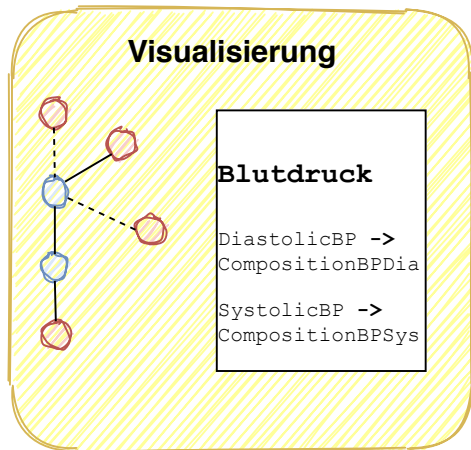 Visualisierung
Blutdruck
DiastolicBP ->
CompositionBPDia
SystolicBP ->
CompositionBPSys